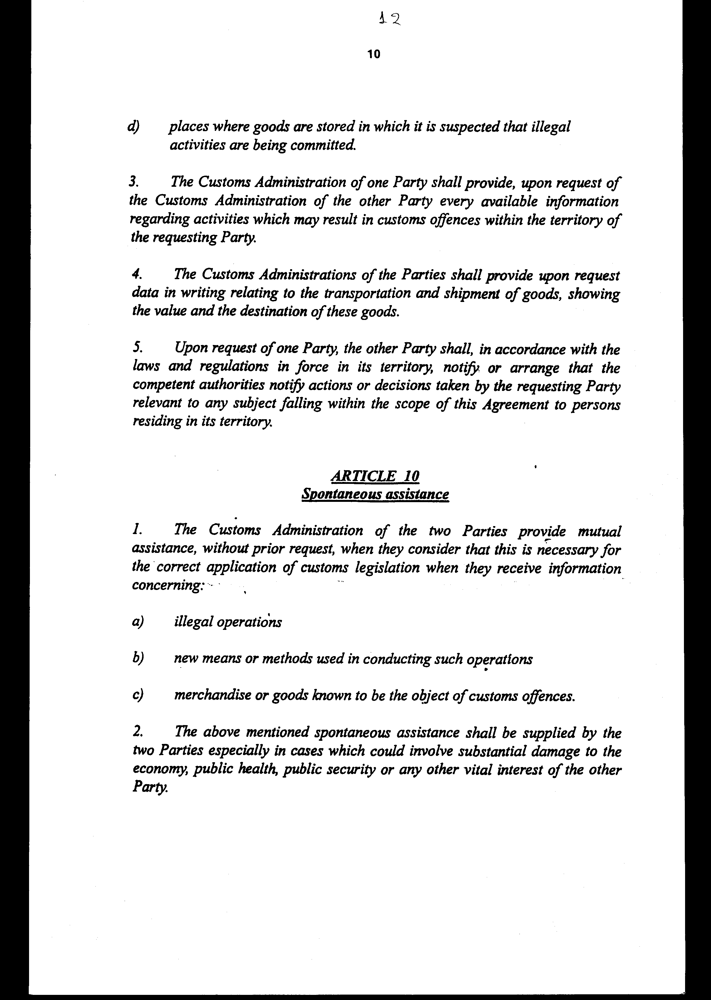 12
10
d) places where goods are stored in which it is suspected that illegal
activities are being committed.
3. The Customs Administration of one Party shall provide, upon request of
the Customs Administration of the other Party every available information
regarding activities which may result in customs offences within the territory of
the requesting Party.
4. The Customs Administrations of the Parties shall provide upon request
data in writing relating to the transportation and shipment of goods, showing
the value and the destination of these goods.
5. Upon request of one Party, the other Party shall, in accordance with the
laws and regulations in force in its territory, notify or arrange that the
competent authorities notify actions or decisions taken by the requesting Party
relevant to any subject falling within the scope of this Agreement to persons
residing in its territory.
ARTICLE 10
Spontaneous assistance
1. The Customs Administration of the two Parties provide mutual
assistance, without prior request, when they consider that this is necessary for
the correct application of customs legislation when they receive information
concerning:
a) illegal operations
b) new means or methods used in conducting such operations
c) merchandise or goods known to be the object of customs offences.
2. The above mentioned spontaneous assistance shall be supplied by the
two Parties especially in cases which could involve substantial damage to the
economy, public health, public security or any other vital interest of the other
Party.